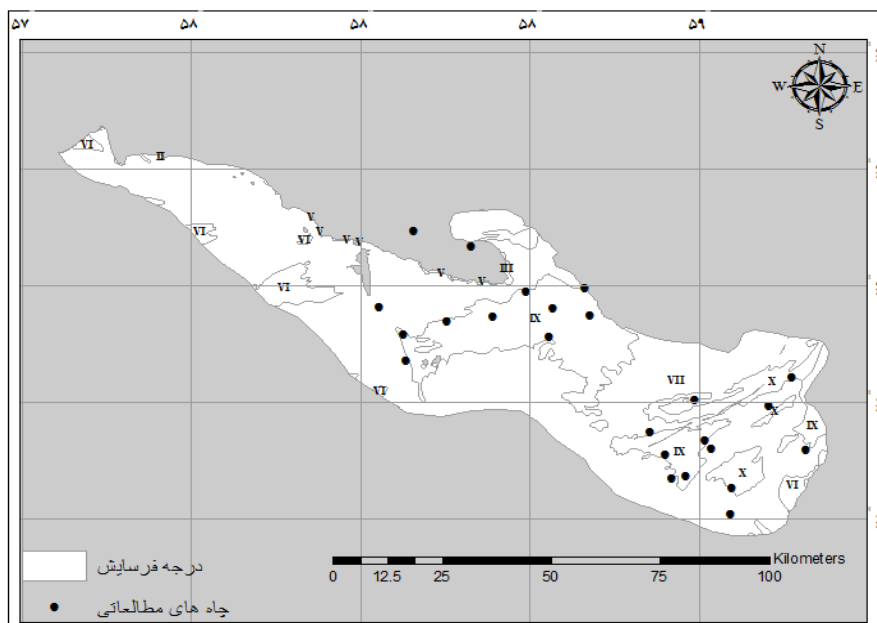 ۵۷ ۵۸ ۵۸ ۵۸ ۵۹
N
W E
S
VI
II
V
VI V
VI V V
III
V
V
VI
IX
VII
X
VI
X
IX
IX
X
VI
درجه فرسایش
چاه های مطالعاتی
Kilometers
0 12.5 25 50 75 100